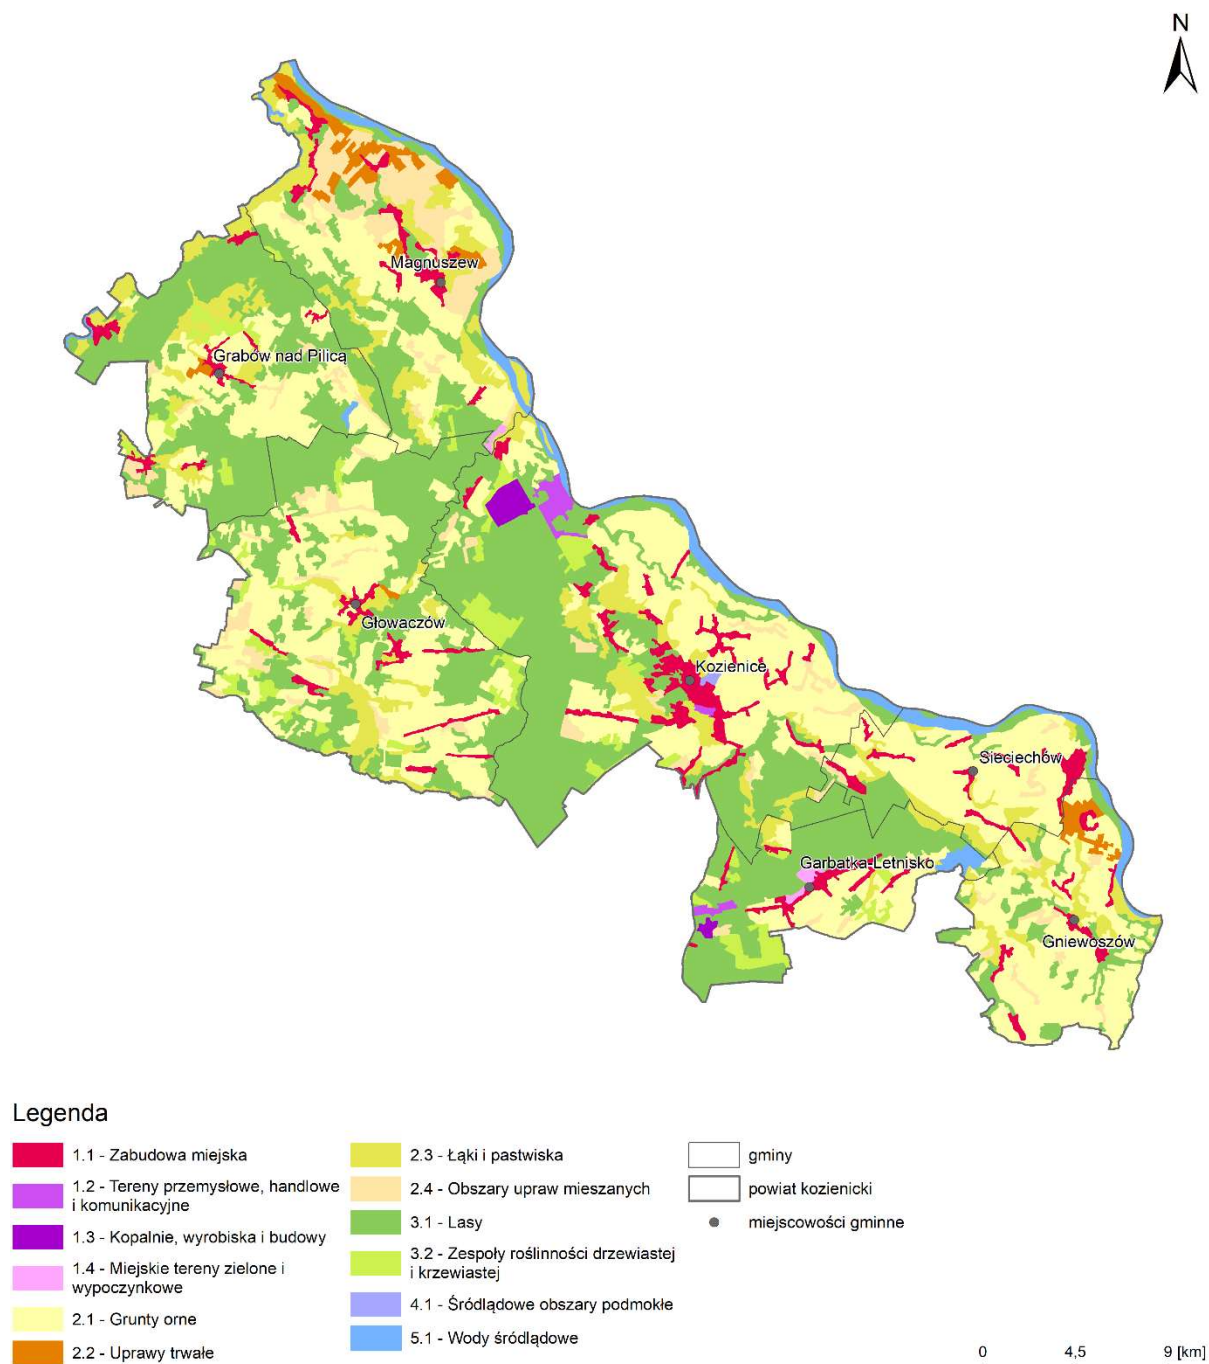 N
Magnuszew
Grabów nad Pilicą
Głowaczów
Kozienice
Sieciechów
Garbatka-Letnisko
Gniewoszów
Legenda
1.1 - Zabudowa miejska
1.2 - Tereny przemysłowe, handlowe
i komunikacyjne
1.3 - Kopalnie, wyrobiska i budowy
1.4 - Miejskie tereny zielone i
wypoczynkowe
2.1 - Grunty orne
2.2 - Uprawy trwałe
2.3 - Łąki i pastwiska
2.4 - Obszary upraw mieszanych
3.1 - Lasy
3.2 - Zespoły roślinności drzewiastej
i krzewiastej
4.1 - Śródlądowe obszary podmokłe
5.1 - Wody śródlądowe
gminy
powiat kozienicki
miejscowości gminne
0 4,5 9 [km]